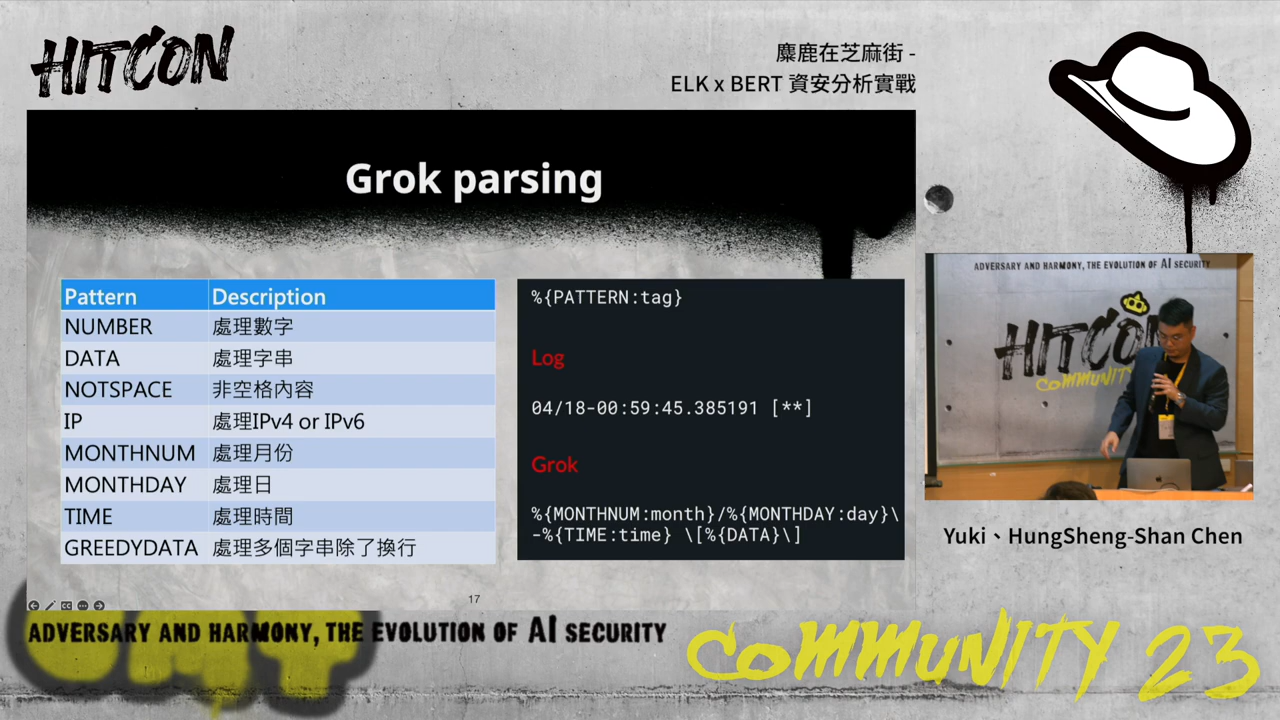 HITCON
麋鹿在芝麻街 -
ELK x BERT 資安分析實戰
Grok parsing
Pattern Description
NUMBER 處理數字
DATA 處理字串
NOTSPACE 非空格內容
IP 處理IPv4 or IPv6
MONTHNUM 處理月份
MONTHDAY 處理日
TIME 處理時間
GREEDYDATA 處理多個字串除了換行
%{PATTERN:tag}
Log
04/18-00:59:45.385191 [**]
Grok
%{MONTHNUM:month}/%{MONTHDAY:day}\
-%{TIME:time} \[%{DATA}\]
17
ADVERSARY AND HARMONY, THE EVOLUTION OF AI SECURITY
HITCON
COMMUNITY
Yuki、HungSheng-Shan Chen
CMT
ADVERSARY AND HARMONY, THE EVOLUTION OF AI SECURITY
COMMUNITY 23